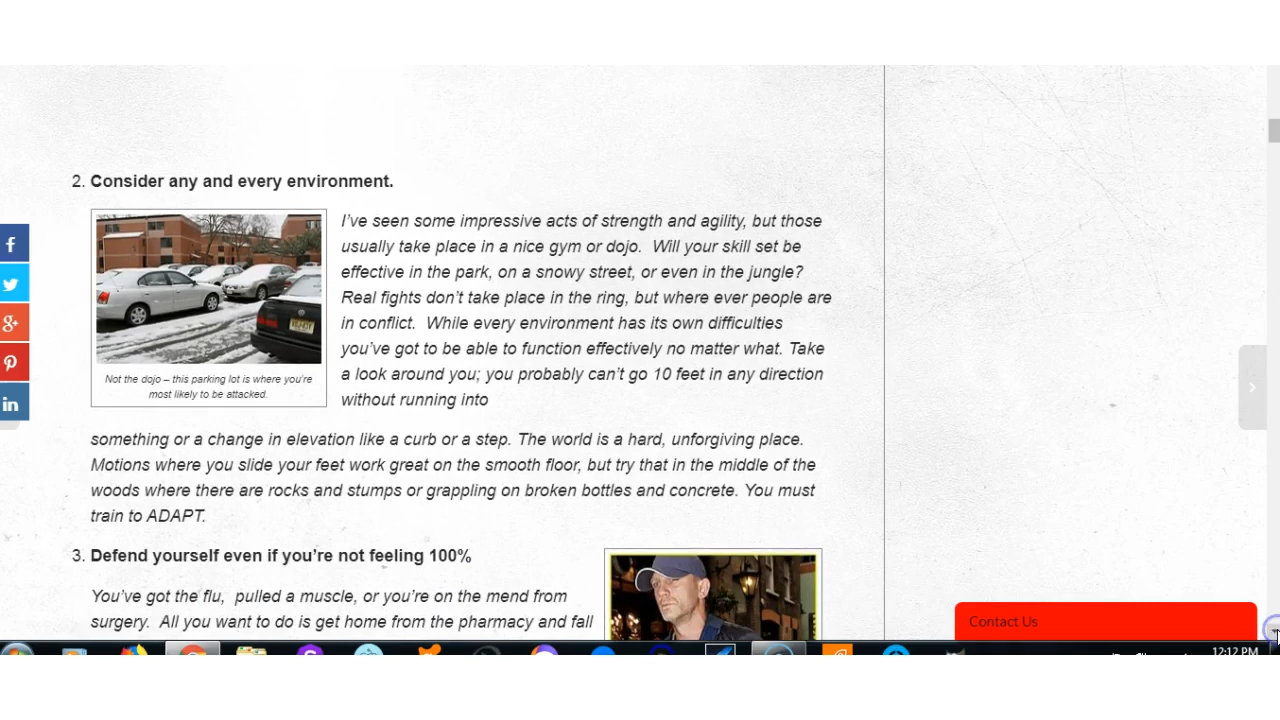 2. Consider any and every environment.
I've seen some impressive acts of strength and agility, but those
usually take place in a nice gym or dojo.  Will your skill set be
effective in the park, on a snowy street, or even in the jungle?
Real fights don't take place in the ring, but where ever people are
in conflict.  While every environment has its own difficulties
you've got to be able to function effectively no matter what. Take
a look around you; you probably can't go 10 feet in any direction
without running into
Not the dojo – this parking lot is where you're
most likely to be attacked.
something or a change in elevation like a curb or a step. The world is a hard, unforgiving place.
Motions where you slide your feet work great on the smooth floor, but try that in the middle of the
woods where there are rocks and stumps or grappling on broken bottles and concrete. You must
train to ADAPT.
3. Defend yourself even if you're not feeling 100%
You've got the flu,  pulled a muscle, or you're on the mend from
surgery.  All you want to do is get home from the pharmacy and fall
Contact Us
12:12 PM